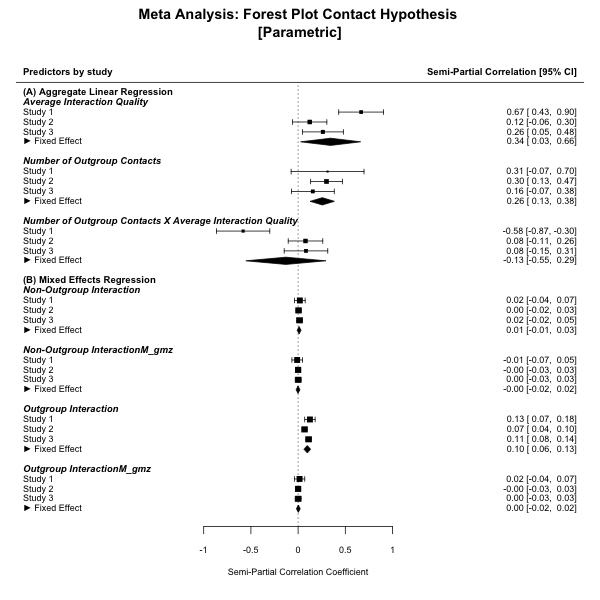 Meta Analysis: Forest Plot Contact Hypothesis
[Parametric]
Predictors by study Semi-Partial Correlation [95% CI]
(A) Aggregate Linear Regression
Average Interaction Quality
Study 1 0.67 [ 0.43, 0.90]
Study 2 0.12 [-0.06, 0.30]
Study 3 0.26 [ 0.05, 0.48]
► Fixed Effect 0.34 [ 0.03, 0.66]
Number of Outgroup Contacts
Study 1 0.31 [-0.07, 0.70]
Study 2 0.30 [ 0.13, 0.47]
Study 3 0.16 [-0.07, 0.38]
► Fixed Effect 0.26 [ 0.13, 0.38]
Number of Outgroup Contacts X Average Interaction Quality
Study 1 -0.58 [-0.87, -0.30]
Study 2 0.08 [-0.11, 0.26]
Study 3 0.08 [-0.15, 0.31]
► Fixed Effect -0.13 [-0.55, 0.29]
(B) Mixed Effects Regression
Non-Outgroup Interaction
Study 1 0.02 [-0.04, 0.07]
Study 2 0.00 [-0.02, 0.03]
Study 3 0.02 [-0.02, 0.05]
► Fixed Effect 0.01 [-0.01, 0.03]
Non-Outgroup InteractionM_gmz
Study 1 -0.01 [-0.07, 0.05]
Study 2 -0.00 [-0.03, 0.03]
Study 3 0.00 [-0.03, 0.03]
► Fixed Effect -0.00 [-0.02, 0.02]
Outgroup Interaction
Study 1 0.13 [ 0.07, 0.18]
Study 2 0.07 [ 0.04, 0.10]
Study 3 0.11 [ 0.08, 0.14]
► Fixed Effect 0.10 [ 0.06, 0.13]
Outgroup InteractionM_gmz
Study 1 0.02 [-0.04, 0.07]
Study 2 -0.00 [-0.03, 0.03]
Study 3 0.00 [-0.03, 0.03]
► Fixed Effect 0.00 [-0.02, 0.02]
-1 -0.5 0 0.5 1
Semi-Partial Correlation Coefficient